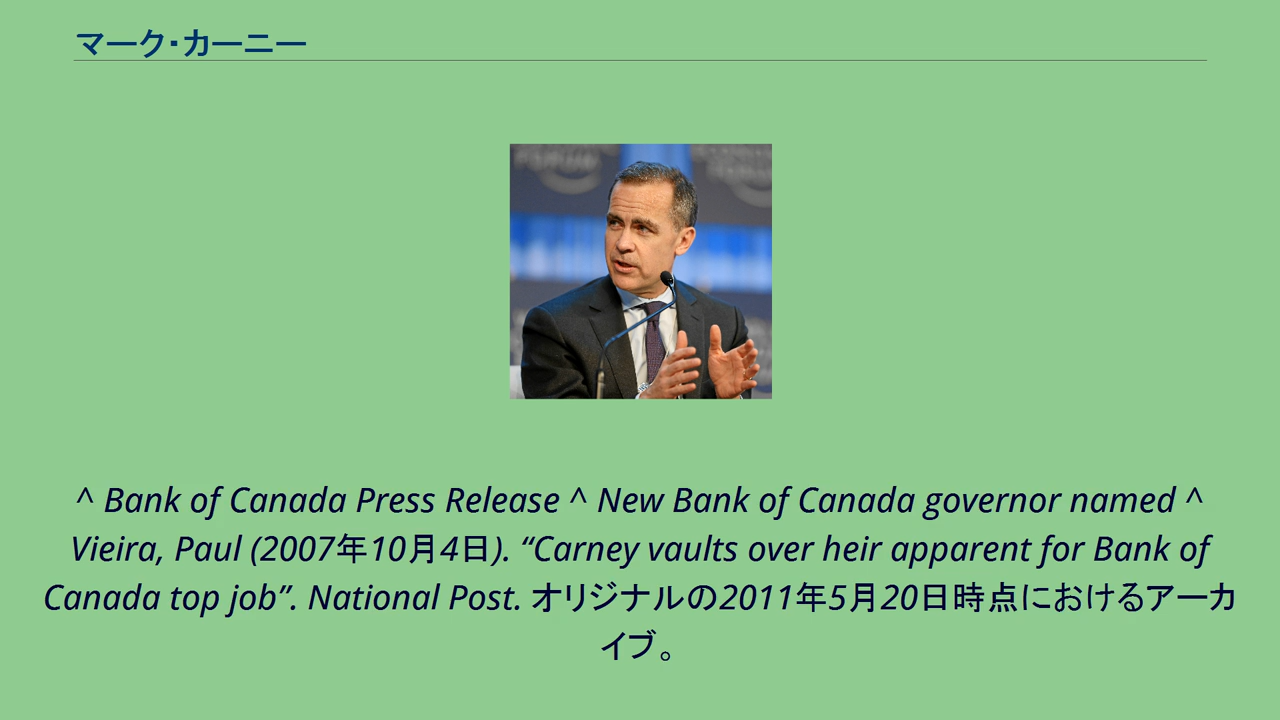 マーク・カーニー
FORUM
^ Bank of Canada Press Release ^ New Bank of Canada governor named ^
Vieira, Paul (2007年10月4日). “Carney vaults over heir apparent for Bank of
Canada top job”. National Post. オリジナルの2011年5月20日時点におけるアーカ
イブ。